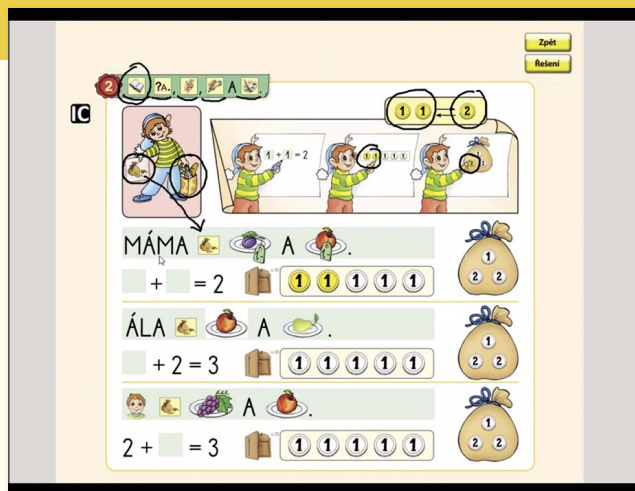 Zpět
Řešení
2 ?A. A
1 1 2
1 + 1 = 2 1 1 1 1 1
MÁMA A .
+ = 2 1 1 1 1 1
1
2 2
ÁLA A .
+ 2 = 3 1 1 1 1 1
1
2 2
A .
2 + = 3 1 1 1 1 1
1
2 2